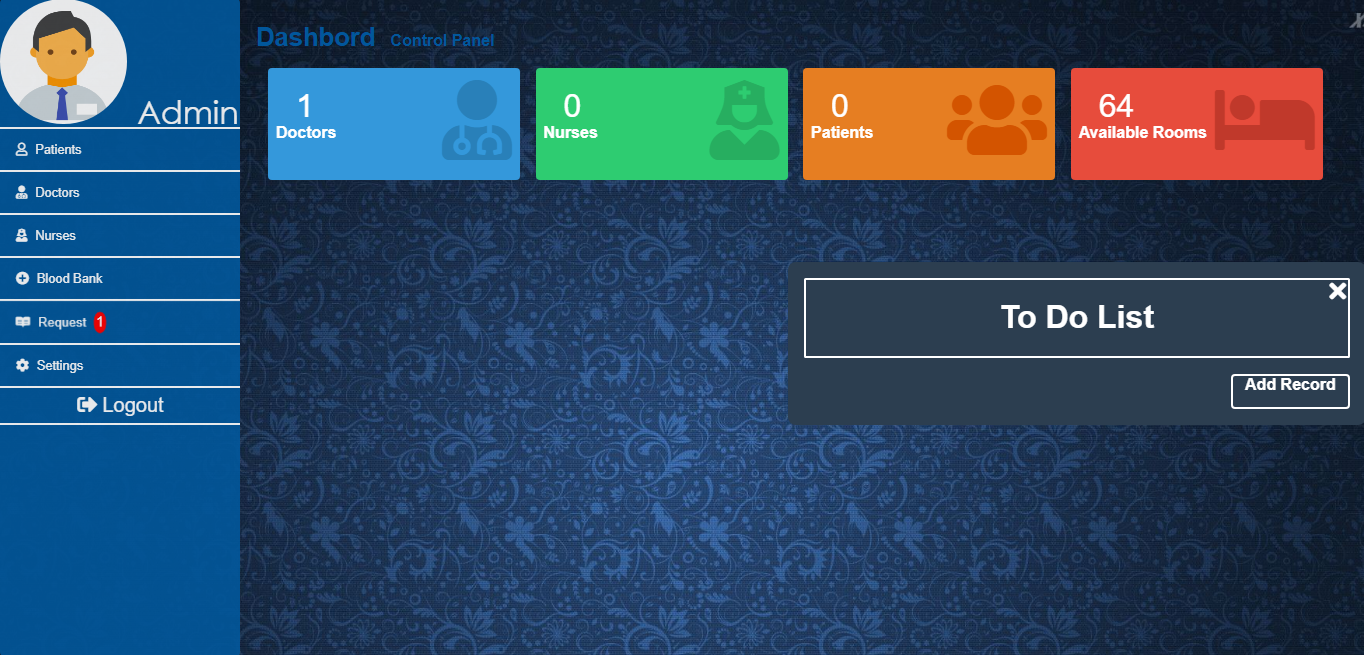 Admin
Patients
Doctors
Nurses
Blood Bank
Request 1
Settings
Logout
Dashbord Control Panel
1
Doctors
0
Nurses
0
Patients
64
Available Rooms
To Do List
Add Record